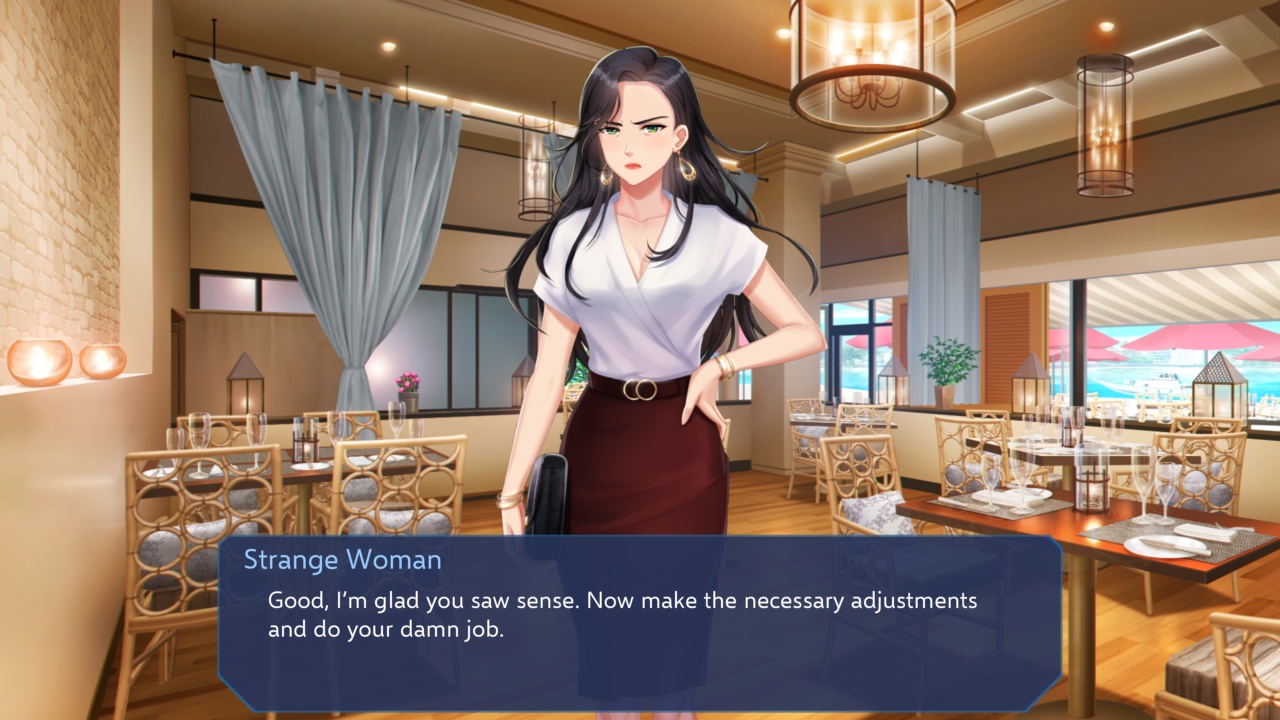 Strange Woman
Good, I'm glad you saw sense. Now make the necessary adjustments
and do your damn job.